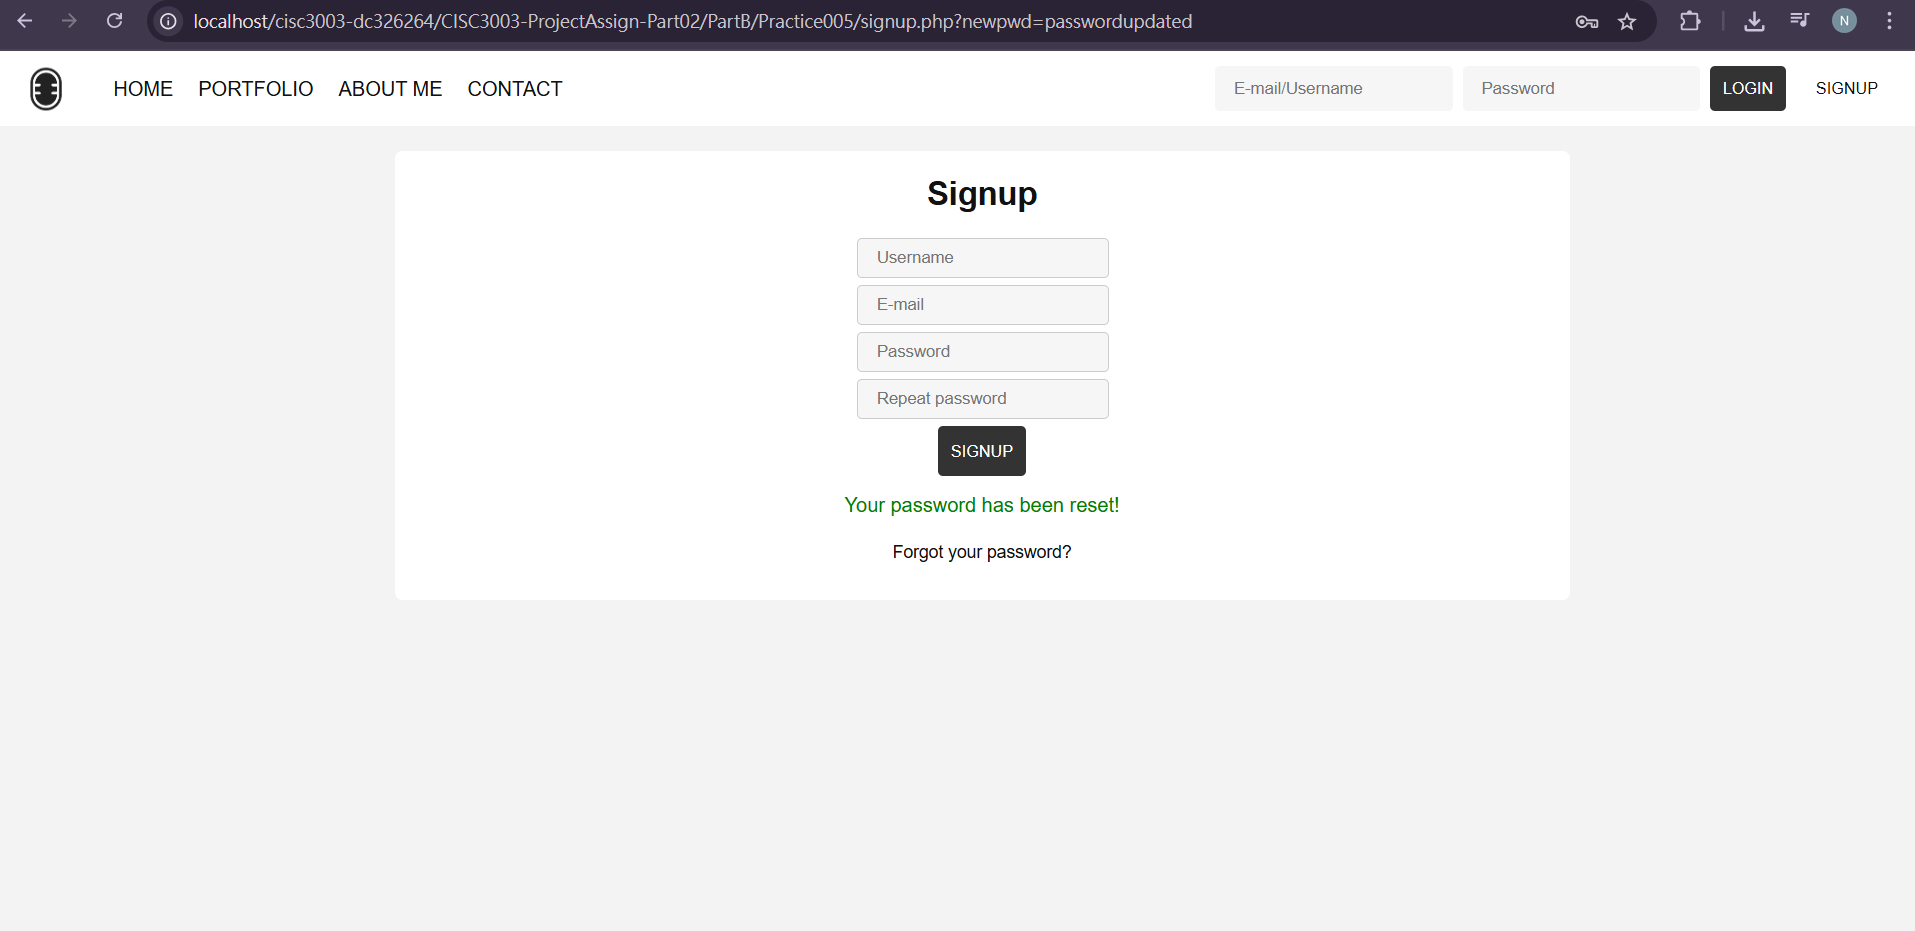 localhost/cisc3003-dc326264/CISC3003-ProjectAssign-Part02/PartB/Practice005/signup.php?newpwd=passwordupdated
N
HOME PORTFOLIO ABOUT ME CONTACT E-mail/Username Password LOGIN SIGNUP
Signup
Username
E-mail
Password
Repeat password
SIGNUP
Your password has been reset!
Forgot your password?